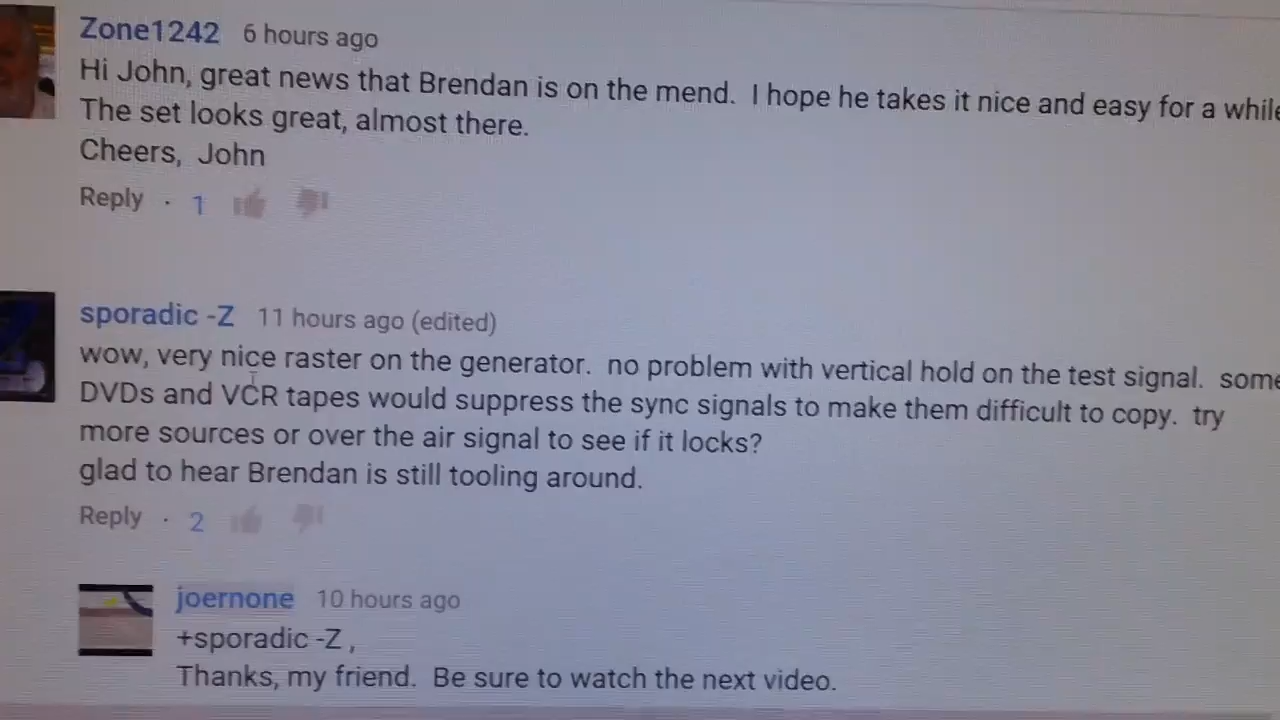 Zone1242 6 hours ago
Hi John, great news that Brendan is on the mend. I hope he takes it nice and easy for a while
The set looks great, almost there.
Cheers, John
Reply · 1
sporadic -Z 11 hours ago (edited)
wow, very nice raster on the generator. no problem with vertical hold on the test signal. some
DVDs and VCR tapes would suppress the sync signals to make them difficult to copy. try
more sources or over the air signal to see if it locks?
glad to hear Brendan is still tooling around.
Reply · 2
joernone 10 hours ago
+sporadic -Z ,
Thanks, my friend. Be sure to watch the next video.